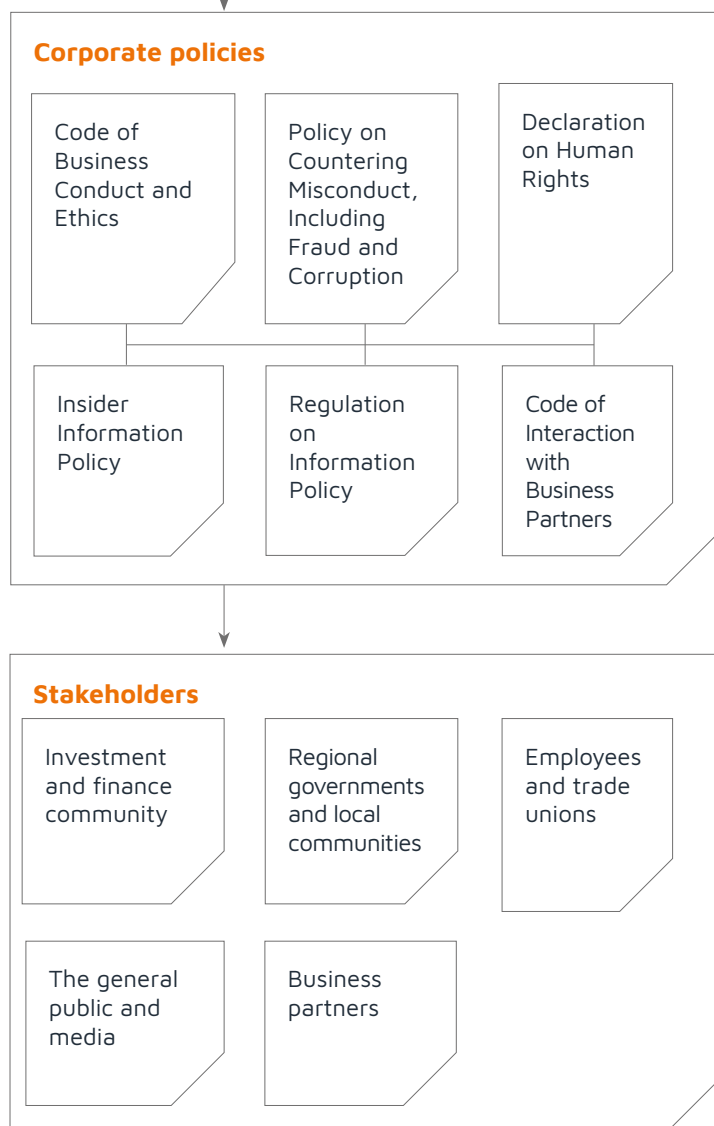 Corporate policies
Code of
Business
Conduct and
Ethics
Policy on
Countering
Misconduct,
Including
Fraud and
Corruption
Declaration
on Human
Rights
Insider
Information
Policy
Regulation
on
Information
Policy
Code of
Interaction
with
Business
Partners
Stakeholders
Investment
and finance
community
Regional
governments
and local
communities
Employees
and trade
unions
The general
public and
media
Business
partners